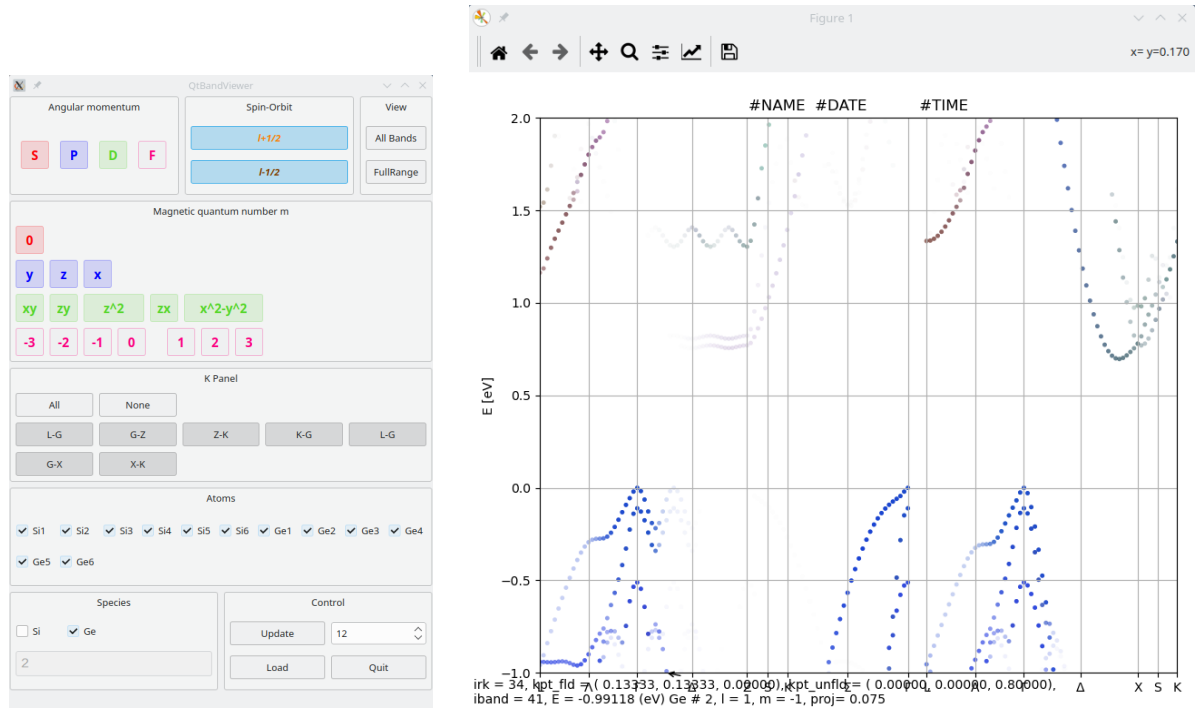 QtBandViewer
Angular momentum
S P D F
Spin-Orbit
l+1/2
l-1/2
View
All Bands
FullRange
Magnetic quantum number m
0
y z x
xy zy z^2 zx x^2-y^2
-3 -2 -1 0 1 2 3
K Panel
All None
L-G G-Z Z-K K-G L-G
G-X X-K
Atoms
Si1 Si2 Si3 Si4 Si5 Si6 Ge1 Ge2 Ge3 Ge4
Ge5 Ge6
Species
Si Ge
2
Control
Update 12
Load Quit
Figure 1
x= y=0.170
#NAME #DATE #TIME
2.0
1.5
1.0
0.5
0.0
−0.5
−1.0
E [eV]
Δ X S K
irk = 34, kpt_fld = ( 0.13333, 0.13333, 0.00000), kpt_unfld= ( 0.00000, 0.00000, 0.80000),
iband = 41, E = -0.99118 (eV) Ge # 2, l = 1, m = -1, proj= 0.075